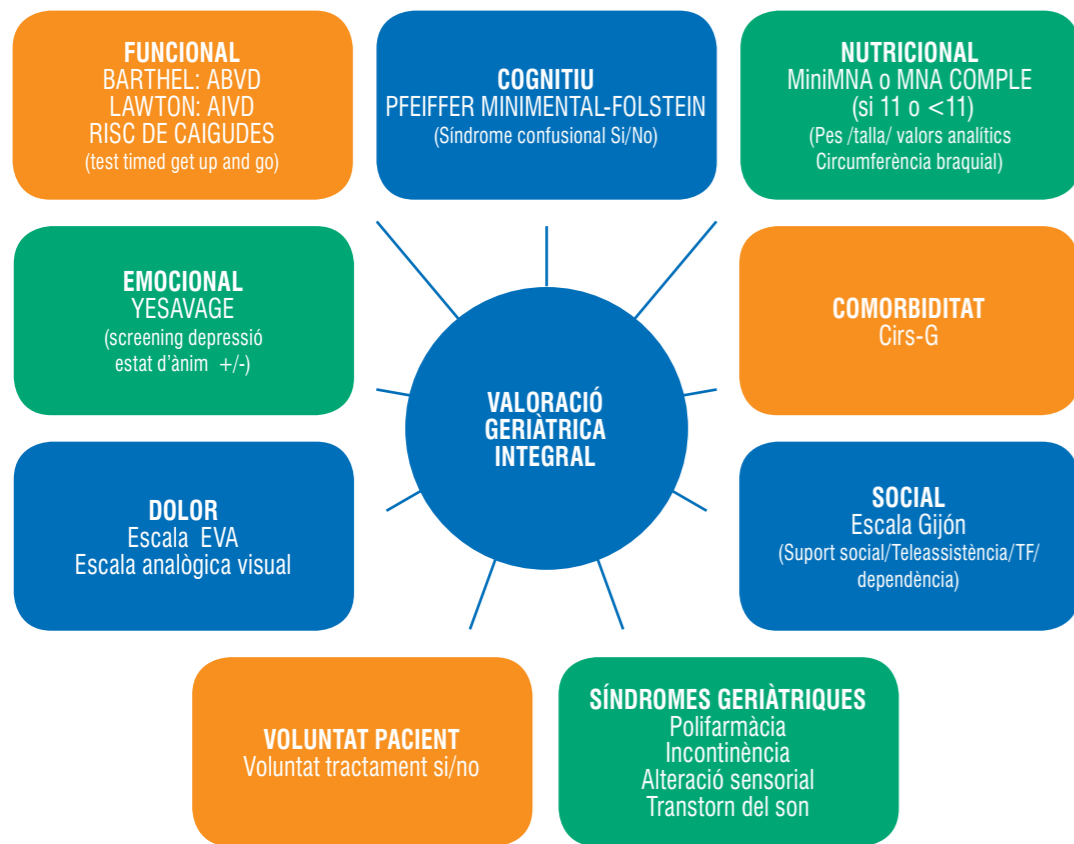 FUNCIONAL
BARTHEL: ABVD
LAWTON: AIVD
RISC DE CAIGUDES
(test timed get up and go)
COGNITIU
PFEIFFER MINIMENTAL-FOLSTEIN
(Síndrome confusional Si/No)
NUTRICIONAL
MiniMNA o MNA COMPLE
(si 11 o <11)
(Pes /talla/ valors analítics
Circumferència braquial)
EMOCIONAL
YESAVAGE
(screening depressió
estat d'ànim +/-)
COMORBIDITAT
Cirs-G
VALORACIÓ
GERIÀTRICA
INTEGRAL
DOLOR
Escala EVA
Escala analògica visual
SOCIAL
Escala Gijón
(Suport social/Teleassistència/TF/
dependència)
VOLUNTAT PACIENT
Voluntat tractament si/no
SÍNDROMES GERIÀTRIQUES
Polifarmàcia
Incontinència
Alteració sensorial
Transtorn del son